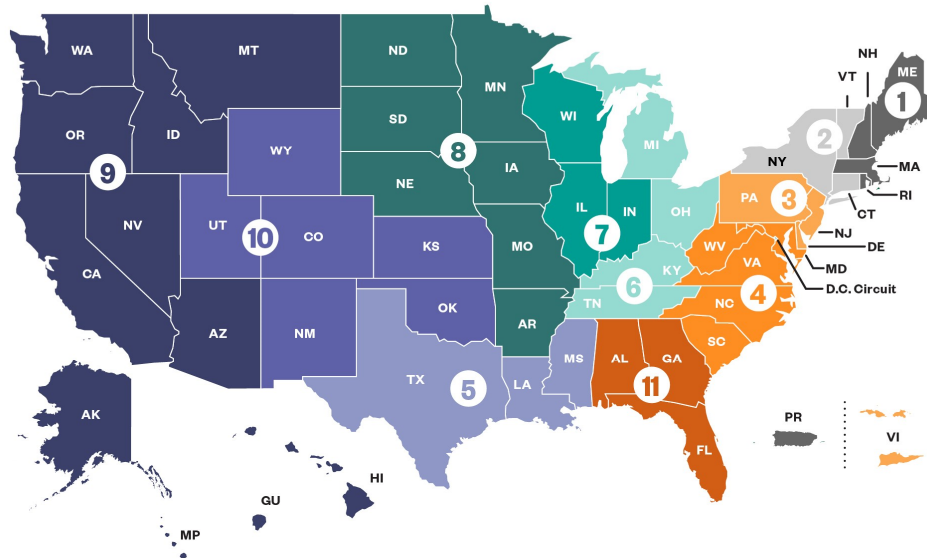 WA
MT
ND
MN
OR
ID
SD
WI
MI
NH
VT
ME
1
2
NY
MA
RI
CT
9
WY
8
IA
NE
PA
3
NJ
DE
MD
D.C. Circuit
NV
UT
10
CO
IL
IN
7
OH
WV
VA
KS
MO
KY
6
4
CA
NC
TN
AZ
NM
OK
AR
SC
TX
5
LA
MS
AL
GA
11
FL
AK
HI
GU
MP
PR
VI